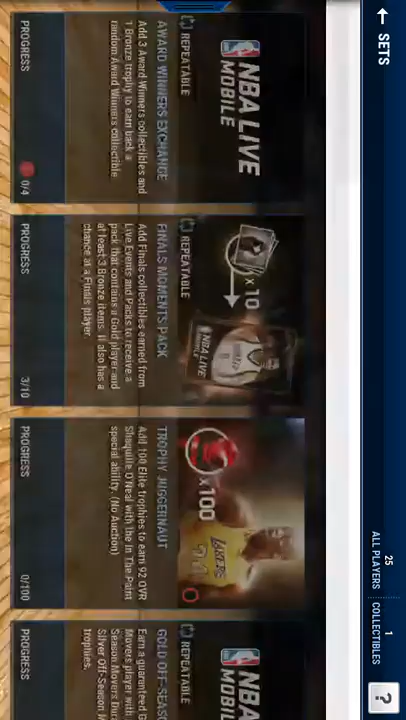 SETS
25
ALL PLAYERS
1
COLLECTIBLES
?
NBA LIVE
MOBILE
REPEATABLE
AWARD WINNERS EXCHANGE
Add 3 Award Winners collectibles and
1 Bronze trophy to earn back a
random Award Winners collectible
PROGRESS
0/4
x 10
NBA LIVE
REPEATABLE
FINALS MOMENTS PACK
Add Finals collectibles earned from
Live Events and Packs to receive a
pack that contains a Gold player and
at least 3 Bronze items. It also has a
chance at a Finals player.
PROGRESS
3/10
x100
LAKERS
TROPHY JUGGERNAUT
Add 100 Elite trophies to earn 92 OVR
Shaquille O'Neal with the In The Paint
special ability. (No Auction)
PROGRESS
0/100
NBA
MOBIL
REPEATABLE
GOLD OFF-SEAS
Earn a guaranteed G
Movers player with
Season Movers Du
Silver Off-Season
trophies.
PROGRESS